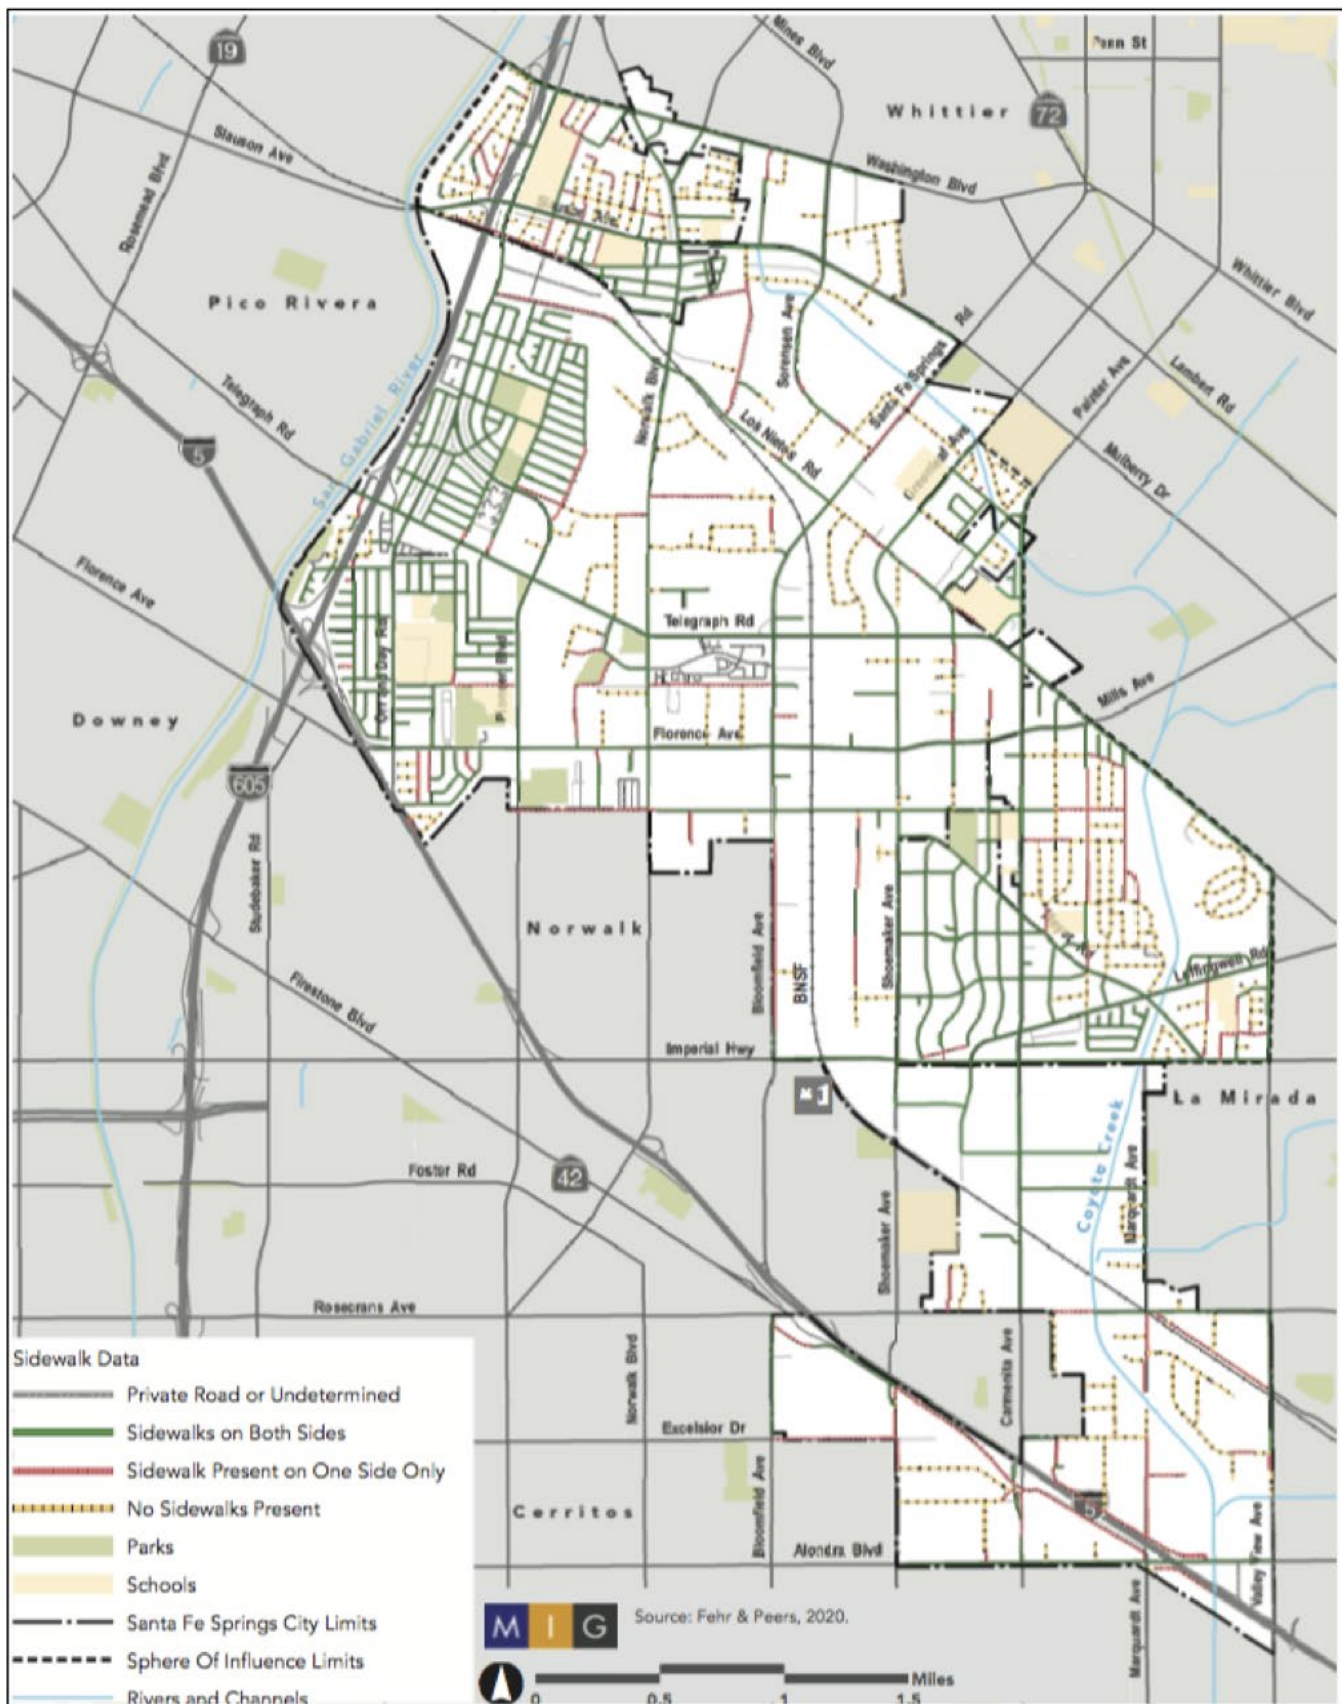 Penn St
Mines Blvd
19
72
Whittier
Slauson Ave
Washington Blvd
Rosemead Blvd
Whittier Blvd
Pico Rivera
Sorensen Ave
Rd
Santa Fe Springs
Painter Ave
Lambert Rd
Telegraph Rd
San Gabriel River
Norwalk Blvd
Los Nietos Rd
5
Greenleaf Ave
Mulberry Dr
Florence Ave
Telegraph Rd
Orr and Day Rd
Pioneer Blvd
Mills Ave
Downey
Florence Ave
605
Studebaker Rd
Norwalk
Bloomfield Ave
BNSF
Shoemaker Ave
Leffingwell Rd
Firestone Blvd
Imperial Hwy
La Mirada
Coyote Creek
Marquardt Ave
Foster Rd
42
Shoemaker Ave
Rosecrans Ave
Norwalk Blvd
Carmenita Ave
Excelsior Dr
Bloomfield Ave
Cerritos
5
Alondra Blvd
Valley View Ave
Marquardt Ave
Sidewalk Data
Private Road or Undetermined
Sidewalks on Both Sides
Sidewalk Present on One Side Only
No Sidewalks Present
Parks
Schools
Santa Fe Springs City Limits
Sphere Of Influence Limits
Rivers and Channels
M I G
Source: Fehr & Peers, 2020.
Miles
0 0.5 1 1.5